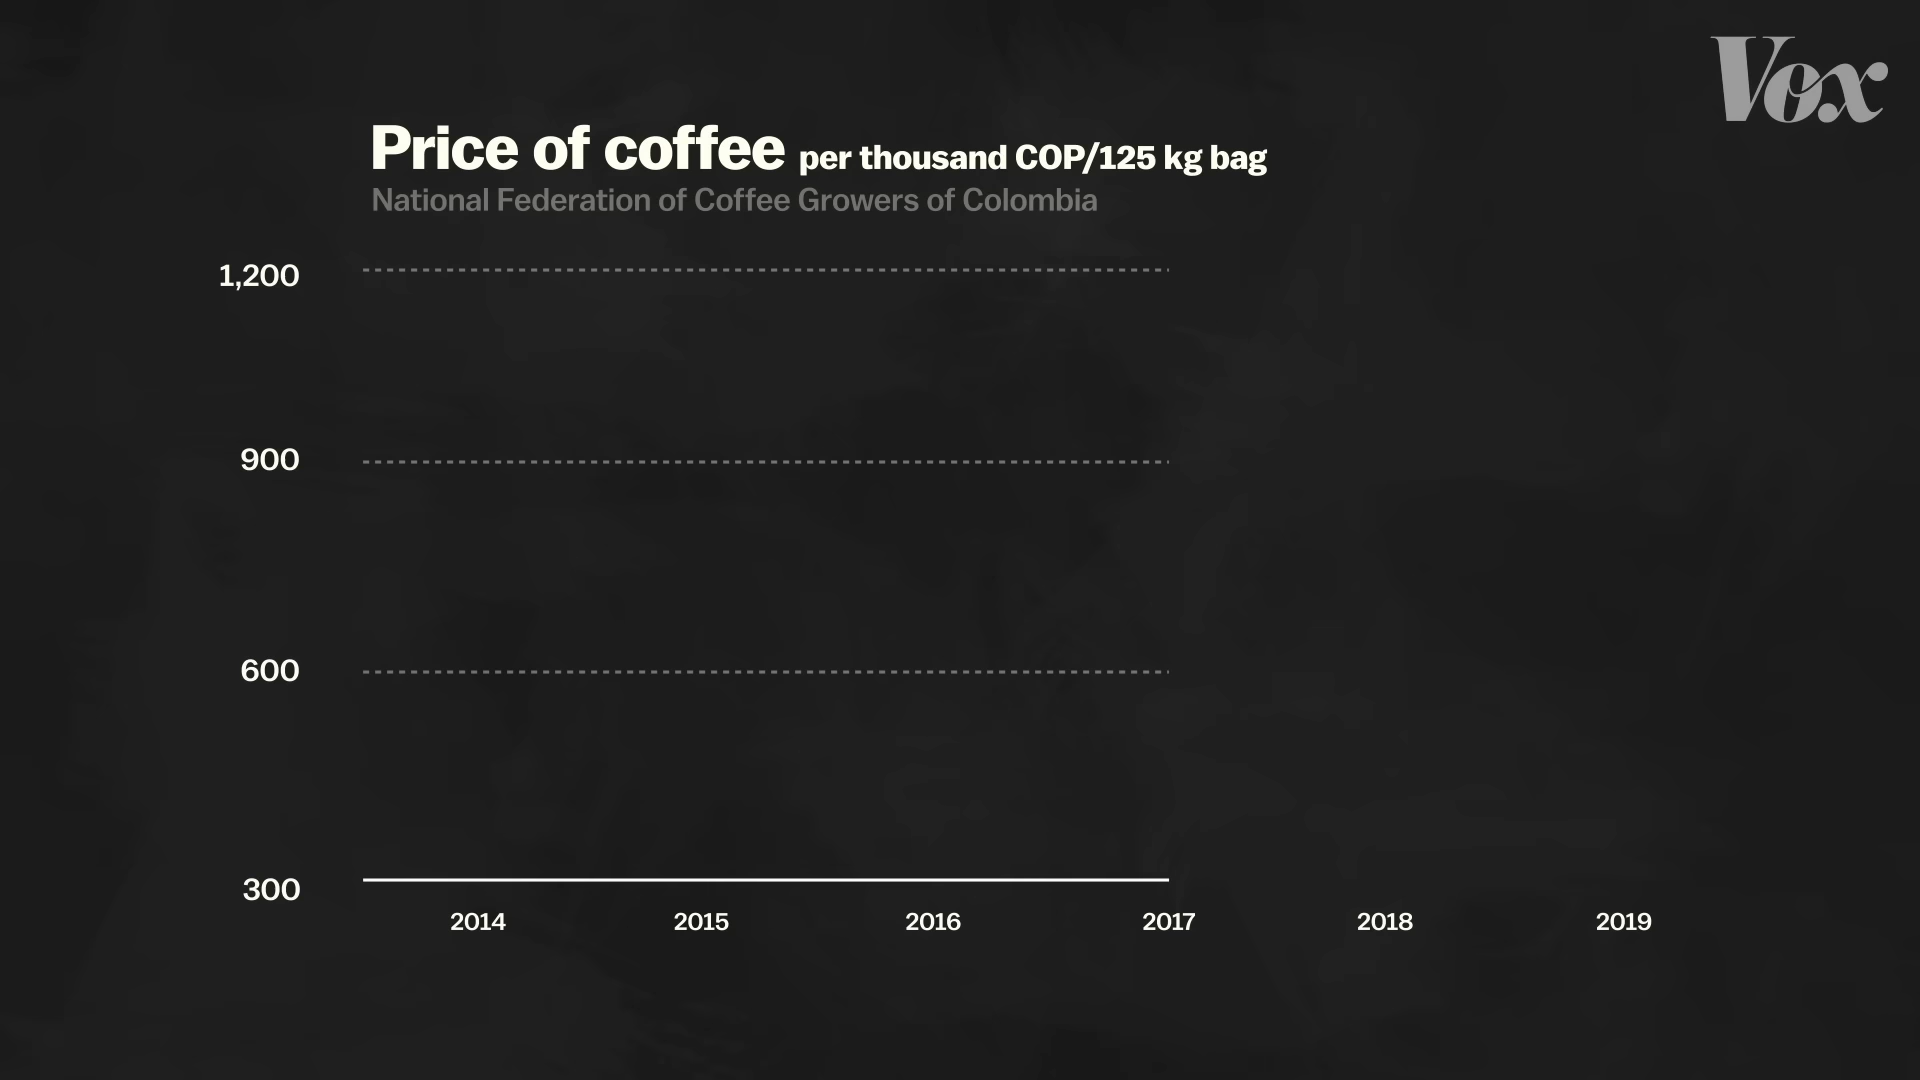 Vox
Price of coffee per thousand COP/125 kg bag
National Federation of Coffee Growers of Colombia
1,200
900
600
300
2014 2015 2016 2017 2018 2019